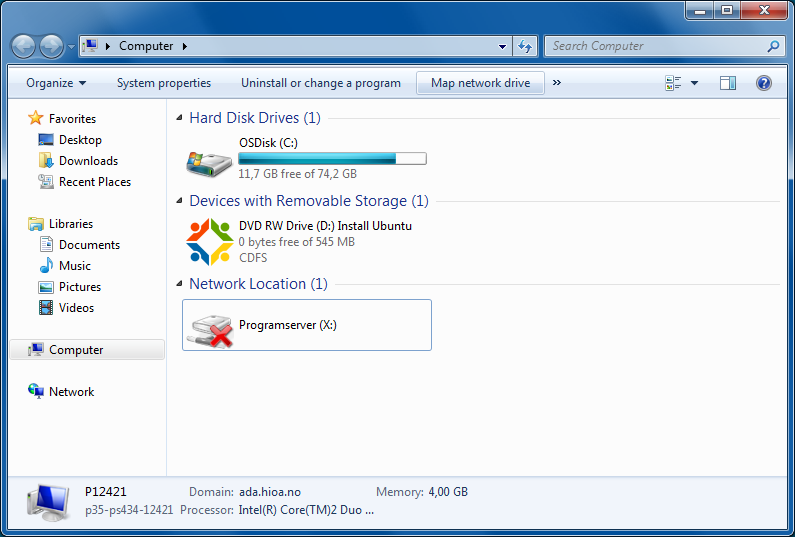 Computer
Search Computer
Organize System properties Uninstall or change a program Map network drive »
Favorites
Desktop
Downloads
Recent Places
Libraries
Documents
Music
Pictures
Videos
Computer
Network
Hard Disk Drives (1)
OSDisk (C:)
11,7 GB free of 74,2 GB
Devices with Removable Storage (1)
DVD RW Drive (D:) Install Ubuntu
0 bytes free of 545 MB
CDFS
Network Location (1)
Programserver (X:)
P12421 Domain: ada.hioa.no Memory: 4,00 GB
p35-ps434-12421 Processor: Intel(R) Core(TM)2 Duo ...